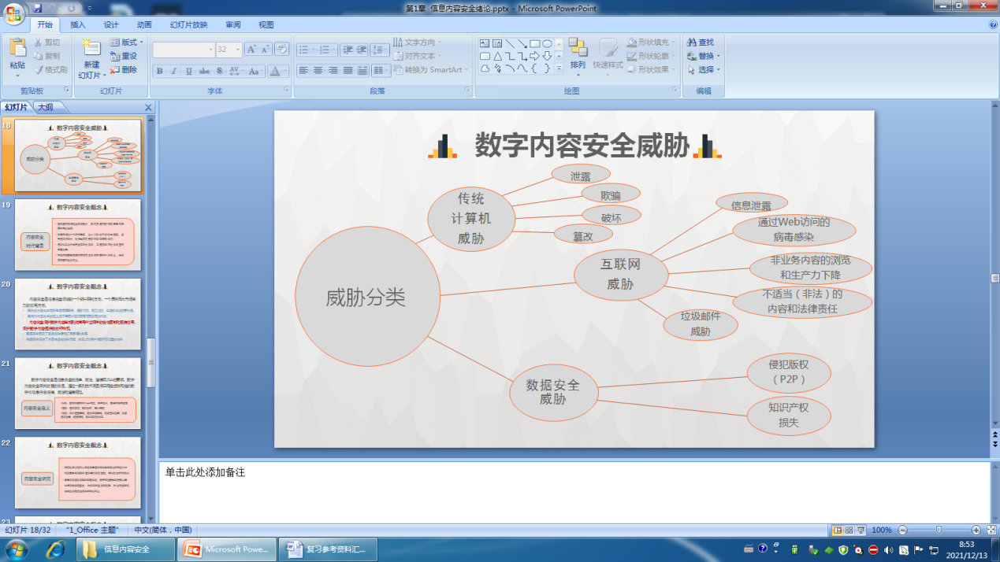 第1章 信息内容安全绪论.pptx - Microsoft PowerPoint
开始 插入 设计 动画 幻灯片放映 审阅 视图
粘贴
剪切
复制
格式刷
剪贴板
新建
幻灯片
版式
重设
删除
幻灯片
32
B I U abc S AV Aa A
字体
文字方向
对齐文本
转换为 SmartArt
段落
排列
快速样式
形状填充
形状轮廓
形状效果
绘图
查找
替换
选择
编辑
幻灯片 大纲
18
数字内容安全威胁
威胁分类
19
数字内容安全概念
内容安全
时代背景
20
数字内容安全概念
21
数字内容安全概念
内容安全定义
22
数字内容安全概念
内容安全研究
23
数字内容安全威胁
威胁分类
传统
计算机
威胁
泄露
欺骗
破坏
篡改
互联网
威胁
信息泄露
通过Web访问的
病毒感染
非业务内容的浏览
和生产力下降
不适当（非法）的
内容和法律责任
垃圾邮件
威胁
数据安全
威胁
侵犯版权
（P2P）
知识产权
损失
单击此处添加备注
幻灯片 18/32 "1_Office 主题" 中文(简体，中国) 100%
信息内容安全 Microsoft Powe... 复习参考资料汇...
8:53
2021/12/13